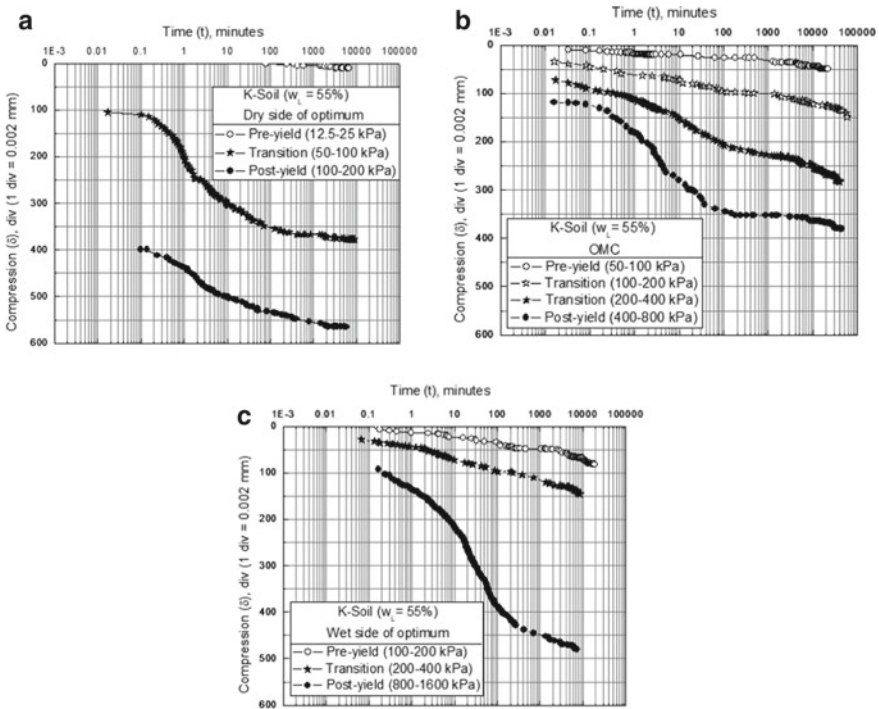 a
Time (t), minutes
1E-3 0.01 0.1 1 10 100 1000 10000 100000
0
100
200
300
400
500
600
Compression (δ), div (1 div = 0.002 mm)
K-Soil (wL = 55%)
Dry side of optimum
Pre-yield (12.5-25 kPa)
Transition (50-100 kPa)
Post-yield (100-200 kPa)
b
Time (t), minutes
1E-3 0.01 0.1 1 10 100 1000 10000 100000
0
100
200
300
400
500
600
Compression (δ), div (1 div = 0.002 mm)
K-Soil (wL = 55%)
OMC
Pre-yield (50-100 kPa)
Transition (100-200 kPa)
Transition (200-400 kPa)
Post-yield (400-800 kPa)
c
Time (t), minutes
1E-3 0.01 0.1 1 10 100 1000 10000 100000
0
100
200
300
400
500
600
Compression (δ), div (1 div = 0.002 mm)
K-Soil (wL = 55%)
Wet side of optimum
Pre-yield (100-200 kPa)
Transition (200-400 kPa)
Post-yield (800-1600 kPa)